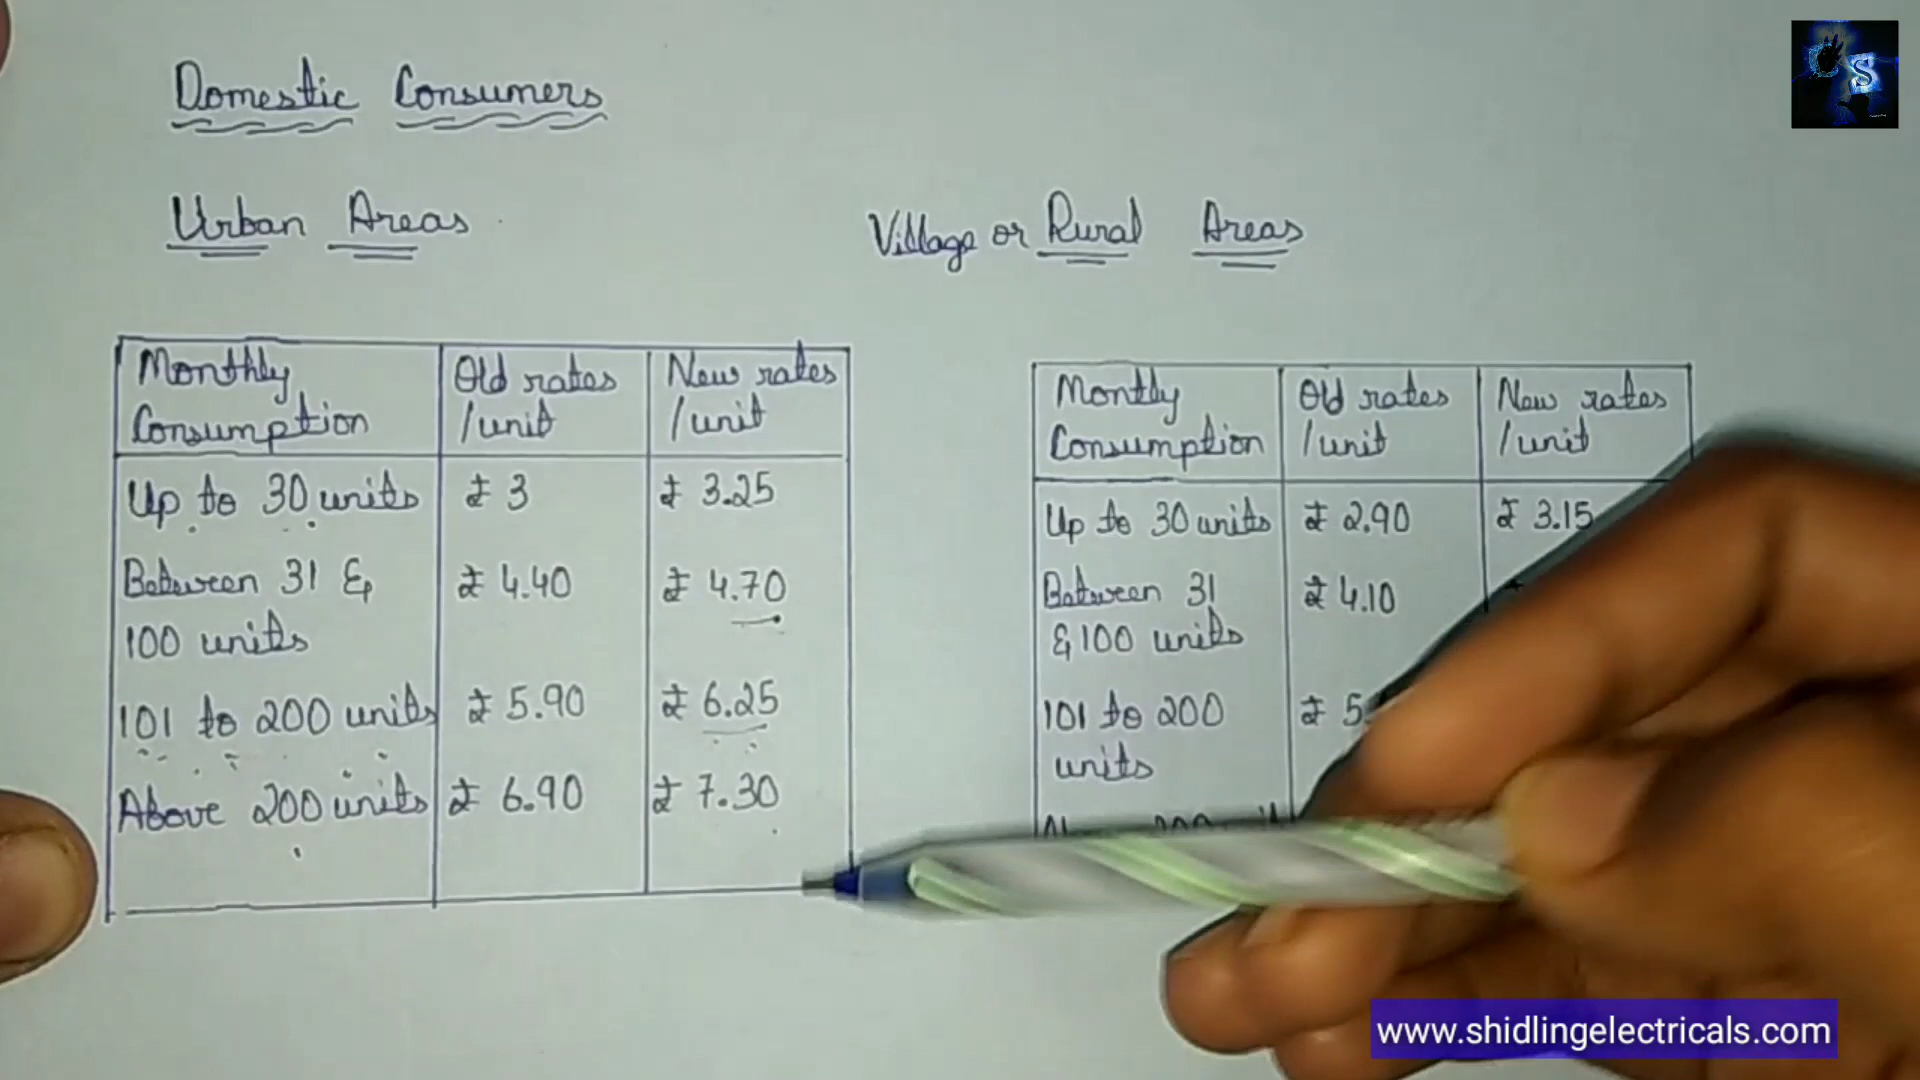 Domestic Consumers
Urban Areas
Village or Rural Areas
Monthly Consumption | Old rates /unit | New rates /unit
Up to 30 units | ₹ 3 | ₹ 3.25
Between 31 & 100 units | ₹ 4.40 | ₹ 4.70
101 to 200 units | ₹ 5.90 | ₹ 6.25
Above 200 units | ₹ 6.90 | ₹ 7.30
Monthly Consumption | Old rates /unit | New rates /unit
Up to 30 units | ₹ 2.90 | ₹ 3.15
Between 31 & 100 units | ₹ 4.10
101 to 200 units | ₹ 5.
www.shidlingelectricals.com